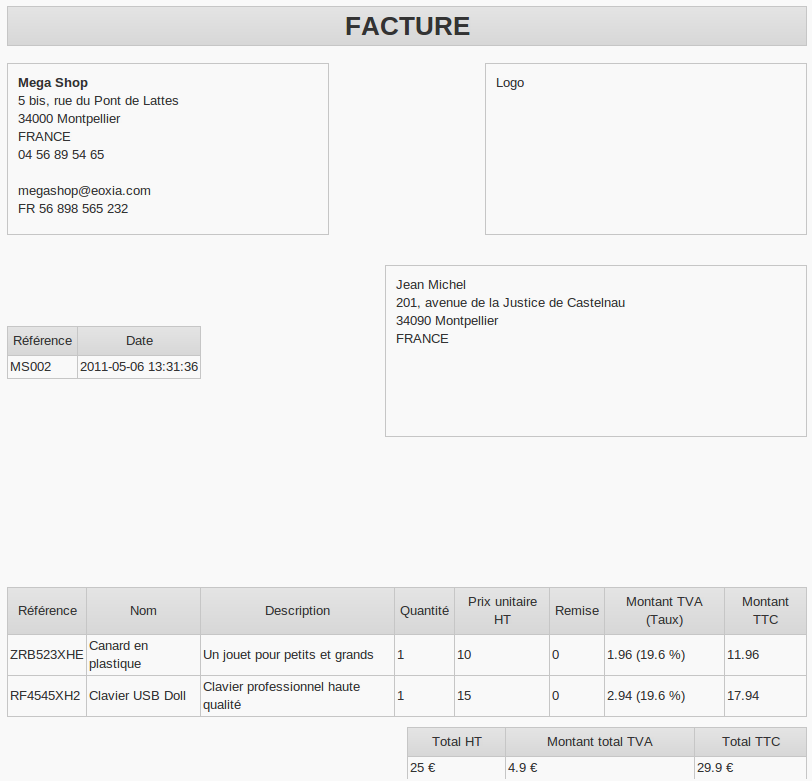 FACTURE
Mega Shop
5 bis, rue du Pont de Lattes
34000 Montpellier
FRANCE
04 56 89 54 65
megashop@eoxia.com
FR 56 898 565 232
Logo
Jean Michel
201, avenue de la Justice de Castelnau
34090 Montpellier
FRANCE
Référence Date
MS002 2011-05-06 13:31:36
Référence Nom Description Quantité Prix unitaire HT Remise Montant TVA (Taux) Montant TTC
ZRB523XHE Canard en plastique Un jouet pour petits et grands 1 10 0 1.96 (19.6 %) 11.96
RF4545XH2 Clavier USB Doll Clavier professionnel haute qualité 1 15 0 2.94 (19.6 %) 17.94
Total HT Montant total TVA Total TTC
25 € 4.9 € 29.9 €